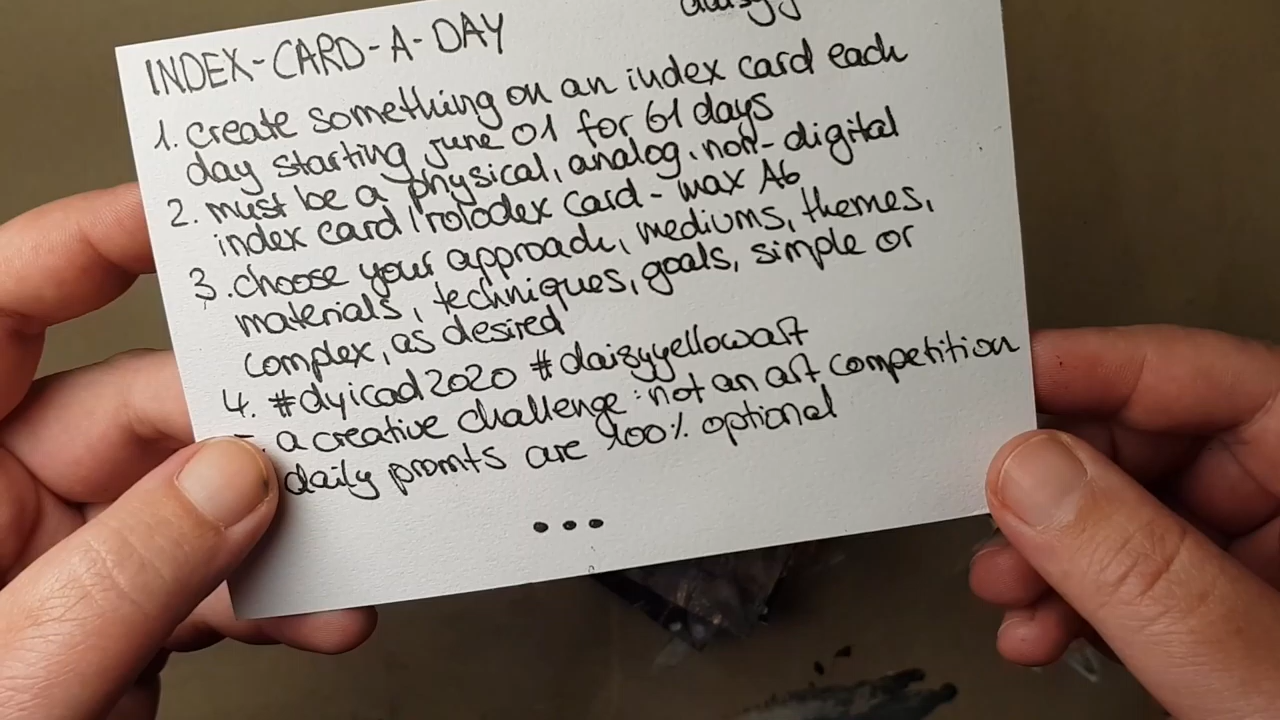 INDEX-CARD-A-DAY
1. create something on an index card each
day starting june 01 for 61 days
2. must be a physical, analog, non-digital
index card / rolodex card - max A6
3. choose your approach, mediums, themes,
materials, techniques, goals, simple or
complex, as desired
4. #dyicad2020 #daisyyellowart
a creative challenge: not an art competition
daily promts are 100% optional
•••